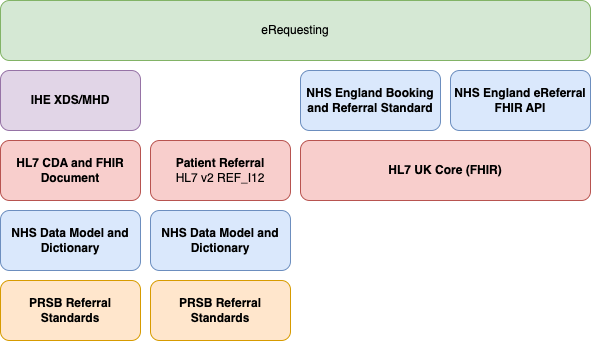 eRequesting
IHE XDS/MHD
NHS England Booking
and Referral Standard
NHS England eReferral
FHIR API
HL7 CDA and FHIR
Document
Patient Referral
HL7 v2 REF_I12
HL7 UK Core (FHIR)
NHS Data Model and
Dictionary
NHS Data Model and
Dictionary
PRSB Referral
Standards
PRSB Referral
Standards